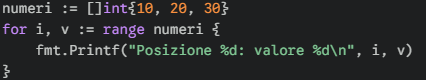 numeri := []int{10, 20, 30}
for i, v := range numeri {
    fmt.Printf("Posizione %d: valore %d\n", i, v)
}